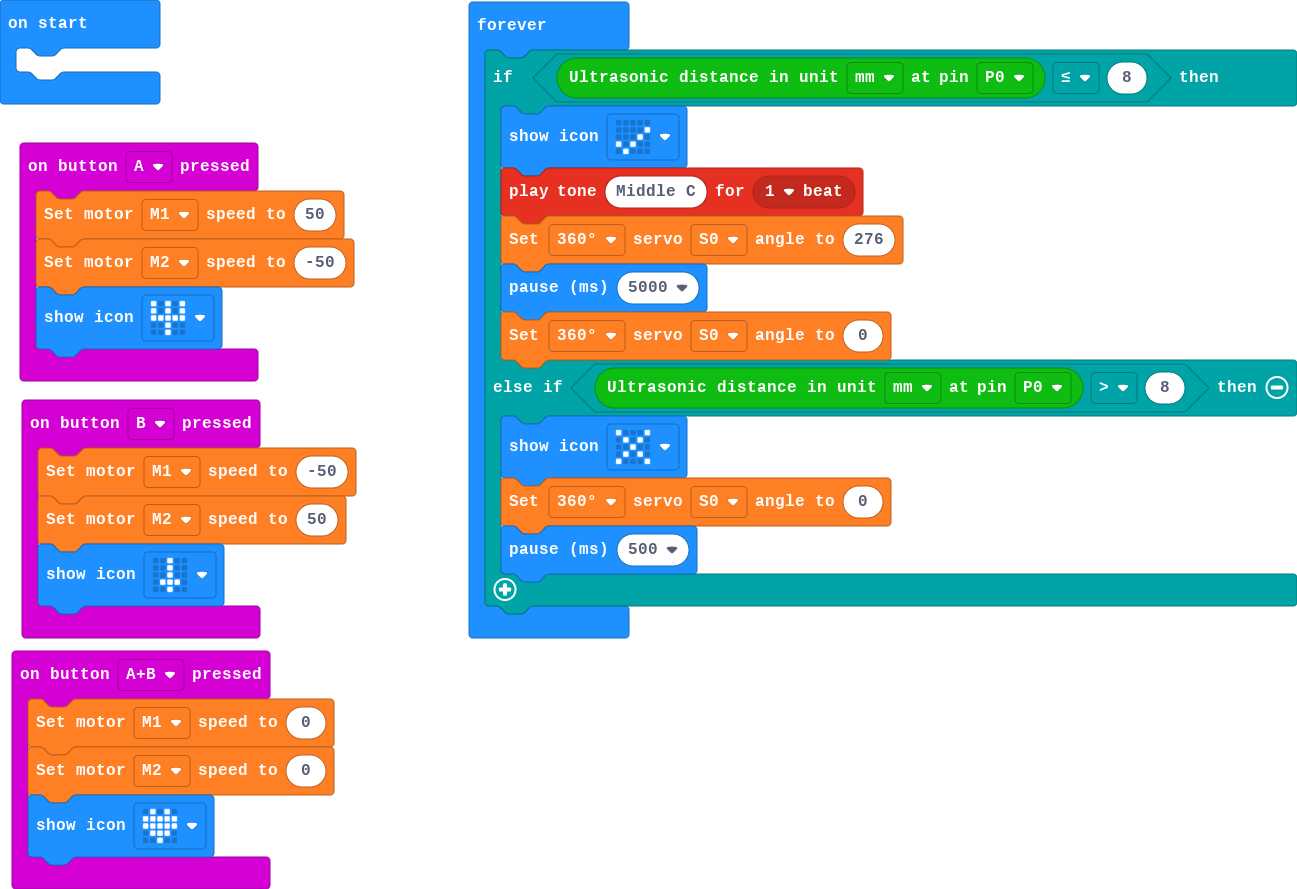 on start
on button A pressed
Set motor M1 speed to 50
Set motor M2 speed to -50
show icon
on button B pressed
Set motor M1 speed to -50
Set motor M2 speed to 50
show icon
on button A+B pressed
Set motor M1 speed to 0
Set motor M2 speed to 0
show icon
forever
if Ultrasonic distance in unit mm at pin P0 ≤ 8 then
show icon
play tone Middle C for 1 beat
Set 360° servo S0 angle to 276
pause (ms) 5000
Set 360° servo S0 angle to 0
else if Ultrasonic distance in unit mm at pin P0 > 8 then
show icon
Set 360° servo S0 angle to 0
pause (ms) 500